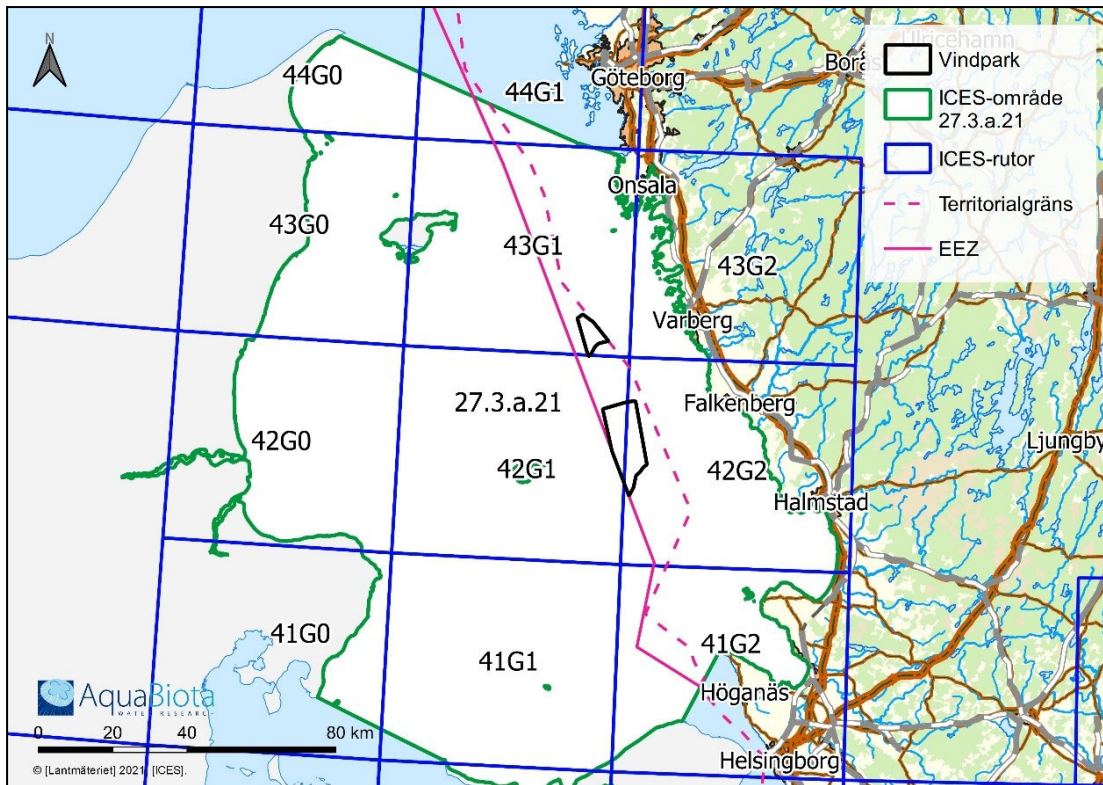 N
44G0
44G1
Göteborg
Borås
Ulricehamn
Vindpark
ICES-område
27.3.a.21
ICES-rutor
Territorialgräns
EEZ
Onsala
43G0
43G1
43G2
Varberg
27.3.a.21
Falkenberg
42G0
42G1
42G2
Ljungby
Halmstad
41G0
41G1
41G2
Höganäs
Helsingborg
AquaBiota
WATER RESEARCH
0 20 40 80 km
© [Lantmäteriet] 2021, [ICES].